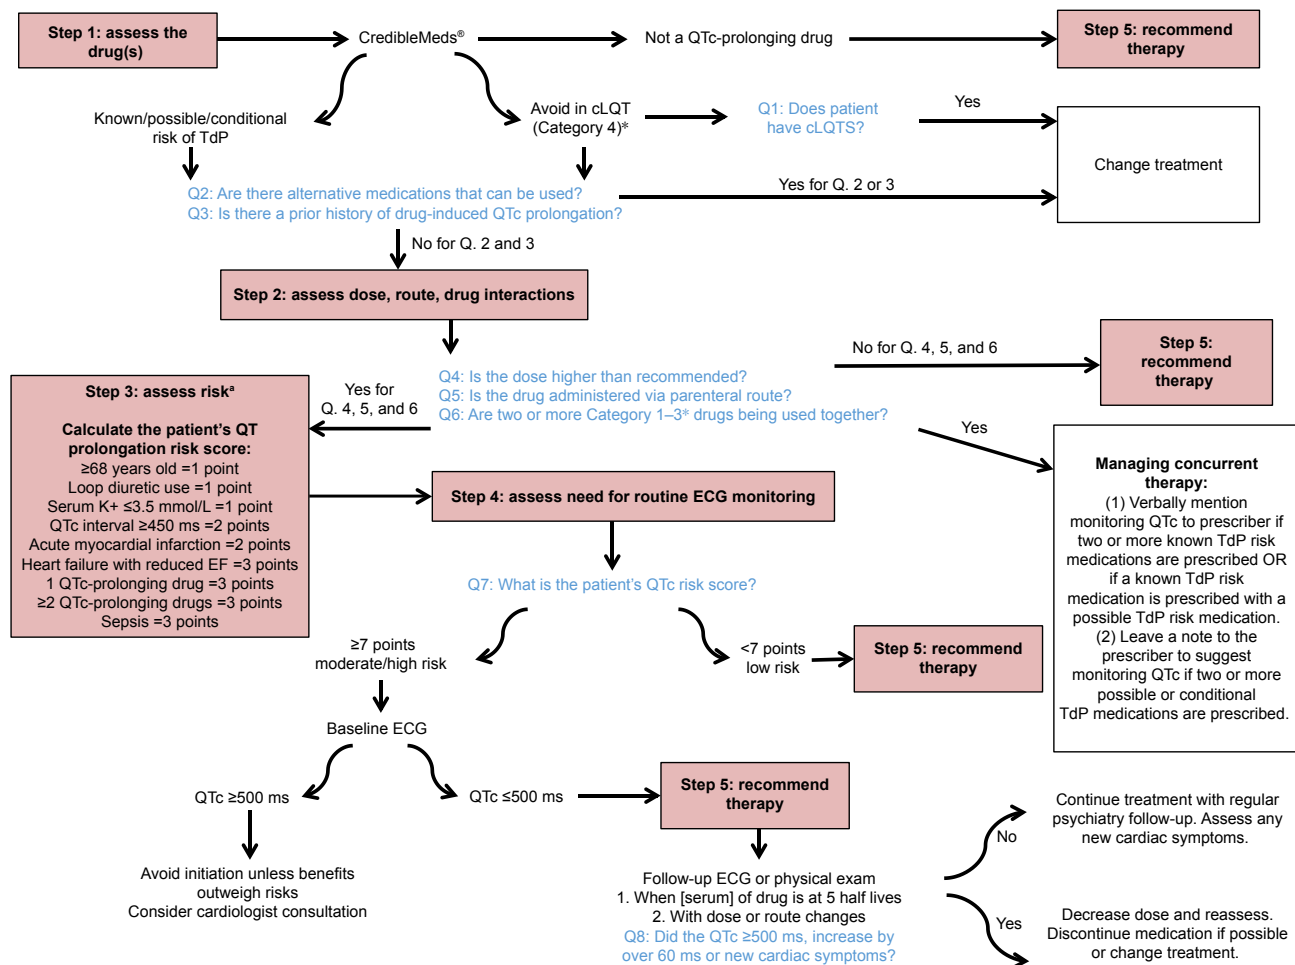 Step 1: assess the
drug(s)
CredibleMeds®
Not a QTc-prolonging drug
Step 5: recommend
therapy
Known/possible/conditional
risk of TdP
Avoid in cLQT
(Category 4)*
Q1: Does patient
have cLQTS?
Yes
Change treatment
Q2: Are there alternative medications that can be used?
Q3: Is there a prior history of drug-induced QTc prolongation?
Yes for Q. 2 or 3
No for Q. 2 and 3
Step 2: assess dose, route, drug interactions
Q4: Is the dose higher than recommended?
Q5: Is the drug administered via parenteral route?
Q6: Are two or more Category 1–3* drugs being used together?
No for Q. 4, 5, and 6
Step 5:
recommend
therapy
Yes for
Q. 4, 5, and 6
Yes
Step 3: assess riskᵃ
Calculate the patient’s QT
prolongation risk score:
≥68 years old =1 point
Loop diuretic use =1 point
Serum K+ ≤3.5 mmol/L =1 point
QTc interval ≥450 ms =2 points
Acute myocardial infarction =2 points
Heart failure with reduced EF =3 points
1 QTc-prolonging drug =3 points
≥2 QTc-prolonging drugs =3 points
Sepsis =3 points
Managing concurrent
therapy:
(1) Verbally mention
monitoring QTc to prescriber if
two or more known TdP risk
medications are prescribed OR
if a known TdP risk
medication is prescribed with a
possible TdP risk medication.
(2) Leave a note to the
prescriber to suggest
monitoring QTc if two or more
possible or conditional
TdP medications are prescribed.
Step 4: assess need for routine ECG monitoring
Q7: What is the patient’s QTc risk score?
≥7 points
moderate/high risk
<7 points
low risk
Step 5: recommend
therapy
Baseline ECG
QTc ≥500 ms
QTc ≤500 ms
Step 5: recommend
therapy
Avoid initiation unless benefits
outweigh risks
Consider cardiologist consultation
Follow-up ECG or physical exam
1. When [serum] of drug is at 5 half lives
2. With dose or route changes
Q8: Did the QTc ≥500 ms, increase by
over 60 ms or new cardiac symptoms?
No
Continue treatment with regular
psychiatry follow-up. Assess any
new cardiac symptoms.
Yes
Decrease dose and reassess.
Discontinue medication if possible
or change treatment.